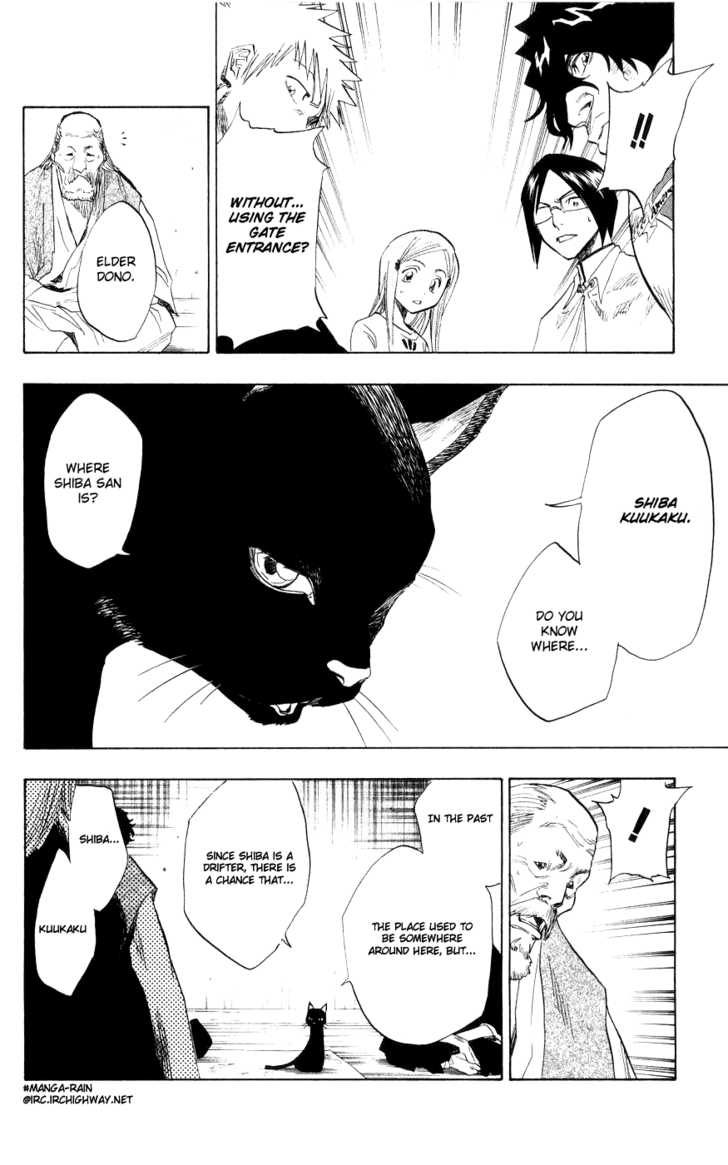 !!
WITHOUT...
USING THE
GATE
ENTRANCE?
ELDER
DONO.
SHIBA
KUUKAKU.
DO YOU
KNOW
WHERE...
WHERE
SHIBA SAN
IS?
!!
IN THE PAST
THE PLACE USED TO
BE SOMEWHERE
AROUND HERE, BUT...
SINCE SHIBA IS A
DRIFTER, THERE IS
A CHANCE THAT...
SHIBA...
KUUKAKU
#MANGA-RAIN
@IRC.IRCHIGHWAY.NET